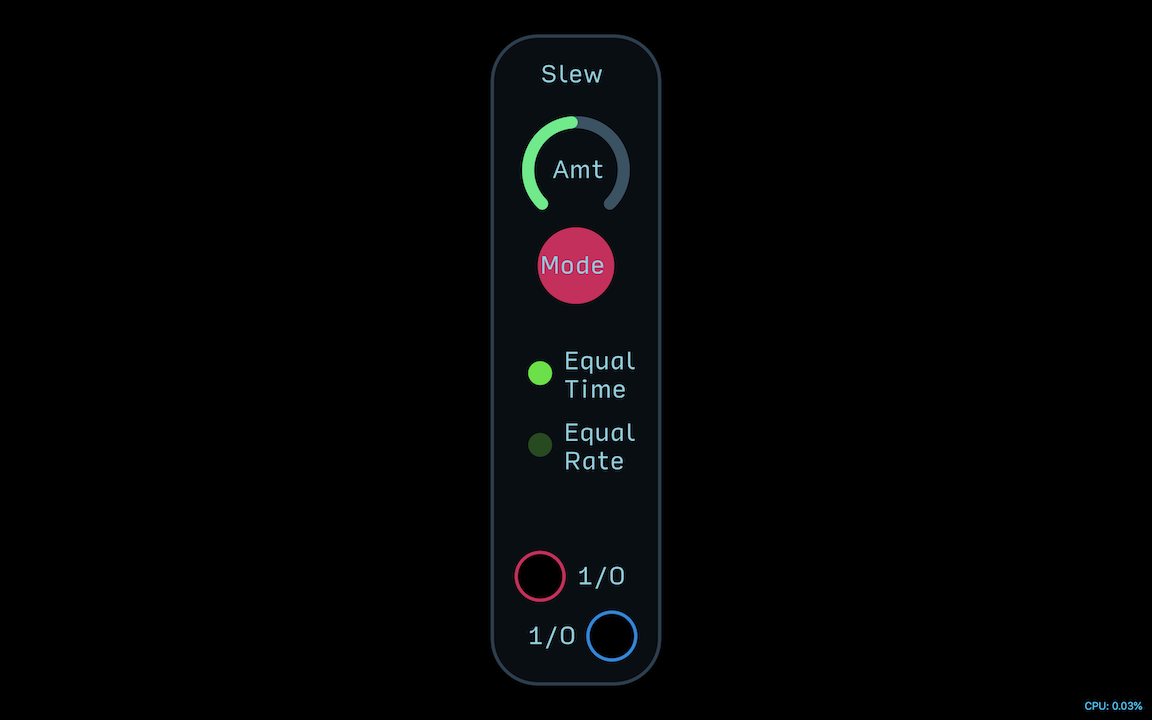 Slew
Amt
Mode
Equal
Time
Equal
Rate
1/O
1/O
CPU: 0.03%